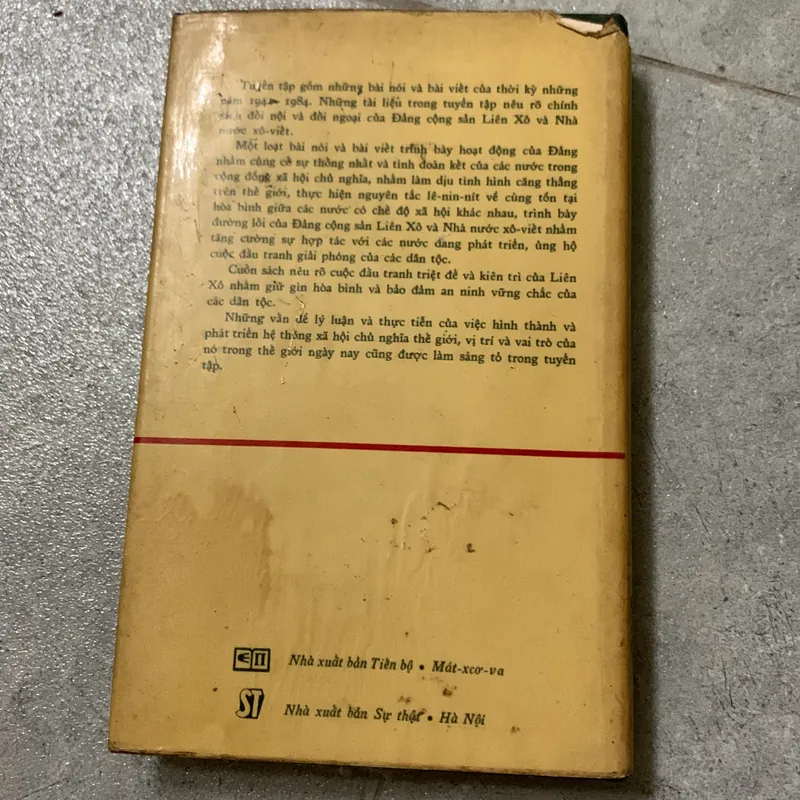 Tuyển tập gồm những bài nói và bài viết của thời kỳ những
năm 194 - 1984. Những tài liệu trong tuyển tập nêu rõ chính
sách đối nội và đối ngoại của Đảng cộng sản Liên Xô và Nhà
nước xô-viết.
Một loạt bài nói và bài viết trình bày hoạt động của Đảng
nhằm củng cố sự thống nhất và tình đoàn kết của các nước trong
cộng đồng xã hội chủ nghĩa, nhằm làm dịu tình hình căng thẳng
trên thế giới, thực hiện nguyên tắc lê-nin-nít về cùng tồn tại
hòa bình giữa các nước có chế độ xã hội khác nhau, trình bày
đường lối của Đảng cộng sản Liên Xô và Nhà nước xô-viết nhằm
tăng cường sự hợp tác với các nước đang phát triển, ủng hộ
cuộc đấu tranh giải phóng của các dân tộc.
Cuốn sách nêu rõ cuộc đấu tranh triệt để và kiên trì của Liên
Xô nhằm giữ gìn hòa bình và bảo đảm an ninh vững chắc của
các dân tộc.
Những vấn đề lý luận và thực tiễn của việc hình thành và
phát triển hệ thống xã hội chủ nghĩa thế giới, vị trí và vai trò của
nó trong thế giới ngày nay cũng được làm sáng tỏ trong tuyển
tập.
Nhà xuất bản Tiến bộ • Mát-xcơ-va
ST Nhà xuất bản Sự thật • Hà Nội